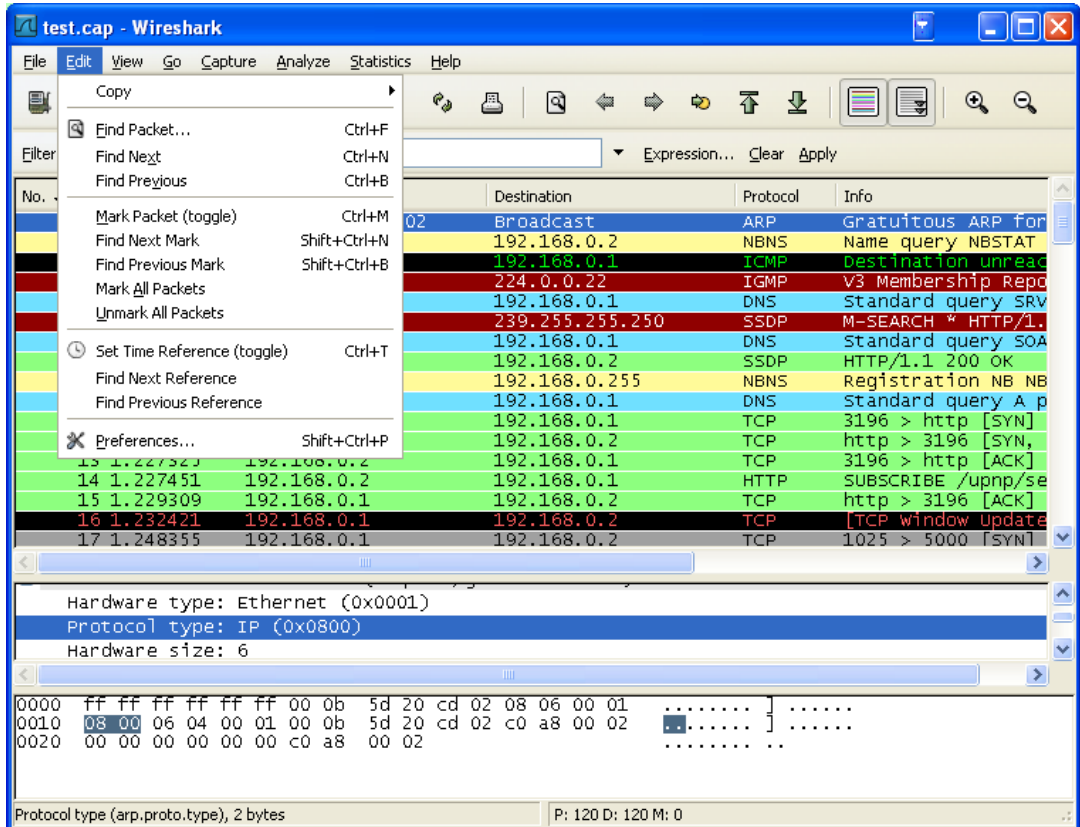 test.cap - Wireshark
File Edit View Go Capture Analyze Statistics Help
Copy
Find Packet... Ctrl+F
Find Next Ctrl+N
Find Previous Ctrl+B
Mark Packet (toggle) Ctrl+M
Find Next Mark Shift+Ctrl+N
Find Previous Mark Shift+Ctrl+B
Mark All Packets
Unmark All Packets
Set Time Reference (toggle) Ctrl+T
Find Next Reference
Find Previous Reference
Preferences... Shift+Ctrl+P
Filter Expression... Clear Apply
No. Destination Protocol Info
02 Broadcast ARP Gratuitous ARP for
192.168.0.2 NBNS Name query NBSTAT
192.168.0.1 ICMP Destination unreac
224.0.0.22 IGMP V3 Membership Repo
192.168.0.1 DNS Standard query SRV
239.255.255.250 SSDP M-SEARCH * HTTP/1.
192.168.0.1 DNS Standard query SOA
192.168.0.2 SSDP HTTP/1.1 200 OK
192.168.0.255 NBNS Registration NB NB
192.168.0.1 DNS Standard query A p
192.168.0.1 TCP 3196 > http [SYN]
192.168.0.2 TCP http > 3196 [SYN,
13 1.227325 192.168.0.2 192.168.0.1 TCP 3196 > http [ACK]
14 1.227451 192.168.0.2 192.168.0.1 HTTP SUBSCRIBE /upnp/se
15 1.229309 192.168.0.1 192.168.0.2 TCP http > 3196 [ACK]
16 1.232421 192.168.0.1 192.168.0.2 TCP [TCP Window Update
17 1.248355 192.168.0.1 192.168.0.2 TCP 1025 > 5000 [SYN]
Hardware type: Ethernet (0x0001)
Protocol type: IP (0x0800)
Hardware size: 6
0000 ff ff ff ff ff ff 00 0b 5d 20 cd 02 08 06 00 01 ........ ] ......
0010 08 00 06 04 00 01 00 0b 5d 20 cd 02 c0 a8 00 02 ........ ] ......
0020 00 00 00 00 00 00 c0 a8 00 02 ........ ..
Protocol type (arp.proto.type), 2 bytes P: 120 D: 120 M: 0